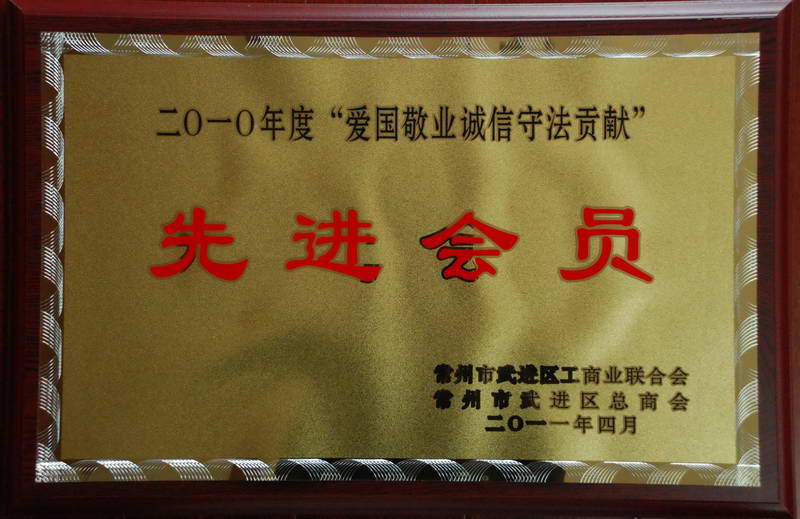 二〇一〇年度“爱国敬业诚信守法贡献”
先进会员
常州市武进区工商业联合会
常州市武进区总商会
二〇一一年四月